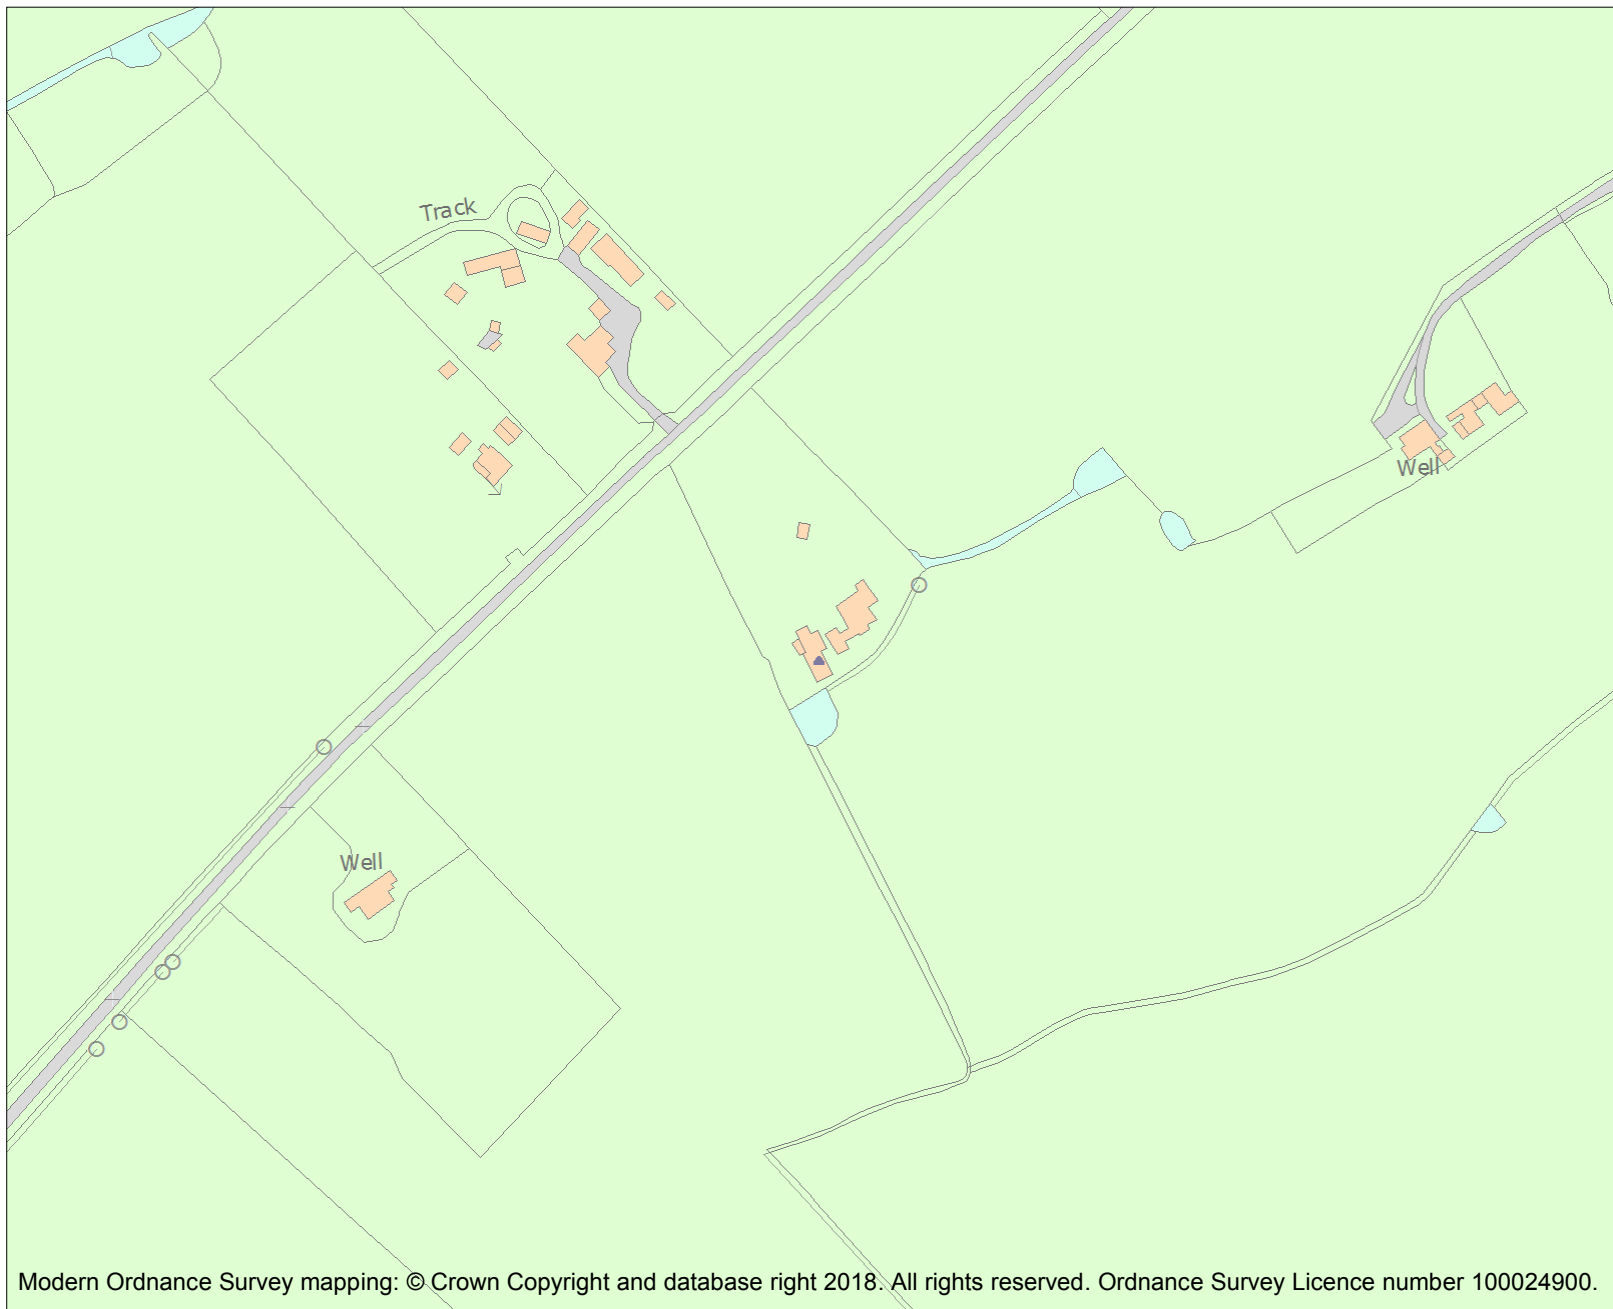 Track
Well
Well
Modern Ordnance Survey mapping: © Crown Copyright and database right 2018. All rights reserved. Ordnance Survey Licence number 100024900.